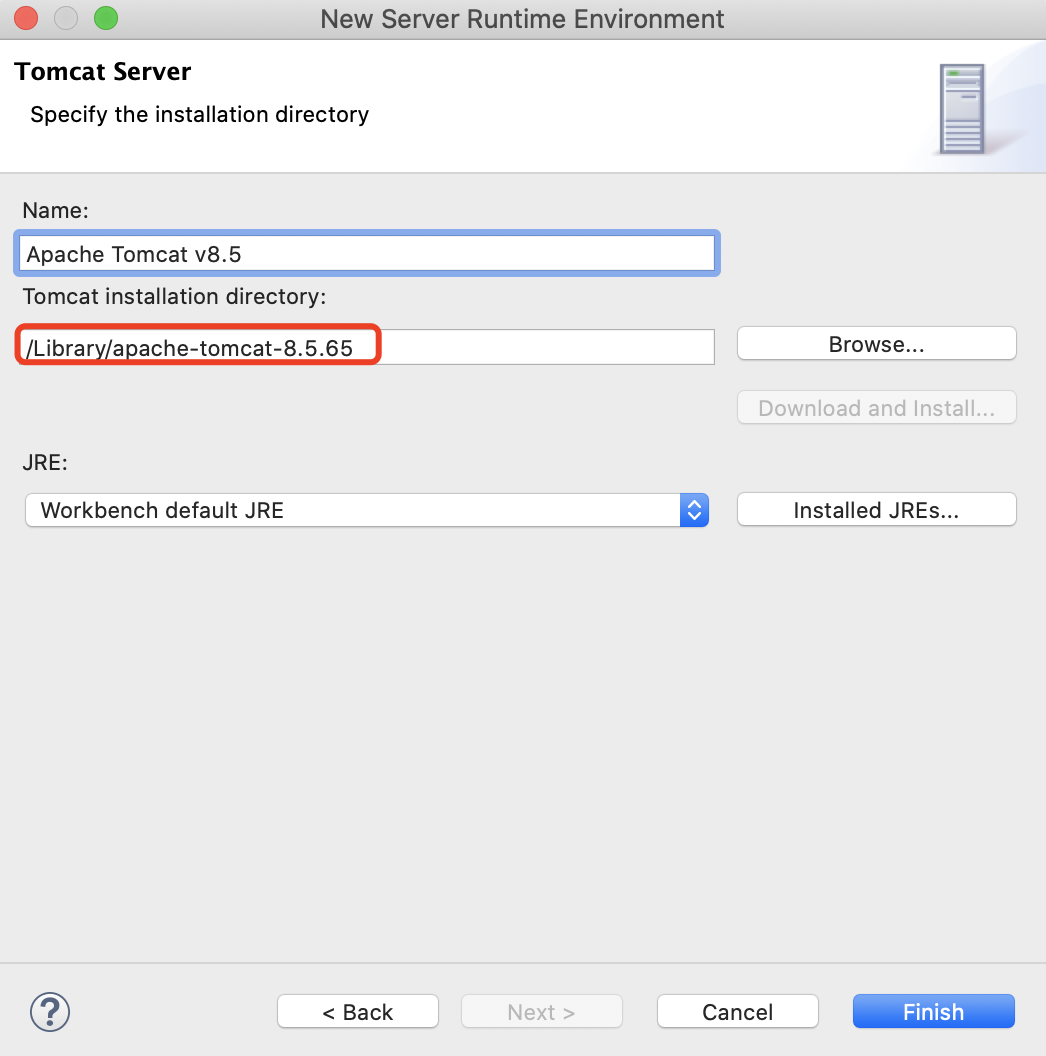 New Server Runtime Environment
Tomcat Server
Specify the installation directory
Name:
Apache Tomcat v8.5
Tomcat installation directory:
/Library/apache-tomcat-8.5.65
Browse...
Download and Install...
JRE:
Workbench default JRE
Installed JREs...
?
< Back
Next >
Cancel
Finish